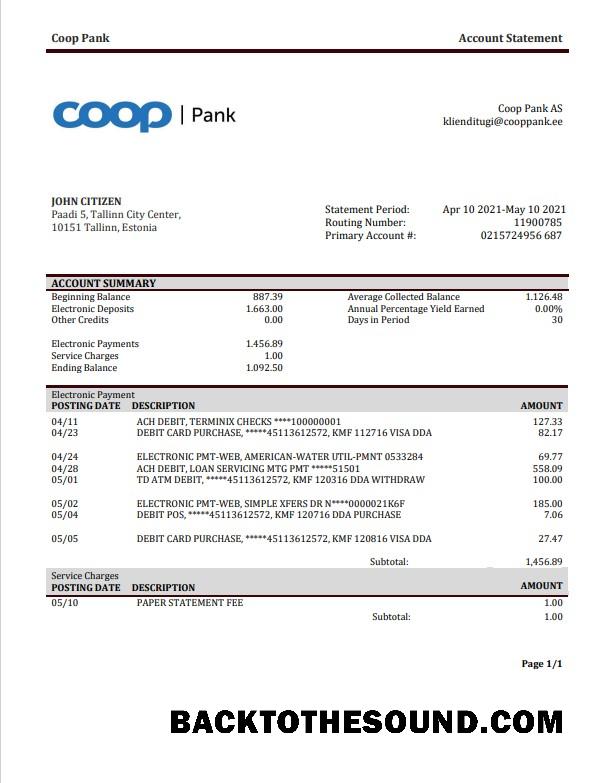 Coop Pank Account Statement
coop | Pank
Coop Pank AS
klienditugi@cooppank.ee
JOHN CITIZEN
Paadi 5, Tallinn City Center,
10151 Tallinn, Estonia
Statement Period: Apr 10 2021-May 10 2021
Routing Number: 11900785
Primary Account #: 0215724956 687
ACCOUNT SUMMARY
Beginning Balance 887.39 Average Collected Balance 1.126.48
Electronic Deposits 1.663.00 Annual Percentage Yield Earned 0.00%
Other Credits 0.00 Days in Period 30
Electronic Payments 1.456.89
Service Charges 1.00
Ending Balance 1.092.50
Electronic Payment
POSTING DATE DESCRIPTION AMOUNT
04/11 ACH DEBIT, TERMINIX CHECKS ****100000001 127.33
04/23 DEBIT CARD PURCHASE, *****45113612572, KMF 112716 VISA DDA 82.17
04/24 ELECTRONIC PMT-WEB, AMERICAN-WATER UTIL-PMNT 0533284 69.77
04/28 ACH DEBIT, LOAN SERVICING MTG PMT *****51501 558.09
05/01 TD ATM DEBIT, *****45113612572, KMF 120316 DDA WITHDRAW 100.00
05/02 ELECTRONIC PMT-WEB, SIMPLE XFERS DR N****0000021K6F 185.00
05/04 DEBIT POS, *****45113612572, KMF 120716 DDA PURCHASE 7.06
05/05 DEBIT CARD PURCHASE, *****45113612572, KMF 120816 VISA DDA 27.47
Subtotal: 1,456.89
Service Charges
POSTING DATE DESCRIPTION AMOUNT
05/10 PAPER STATEMENT FEE 1.00
Subtotal: 1.00
Page 1/1
BACKTOTHESOUND.COM